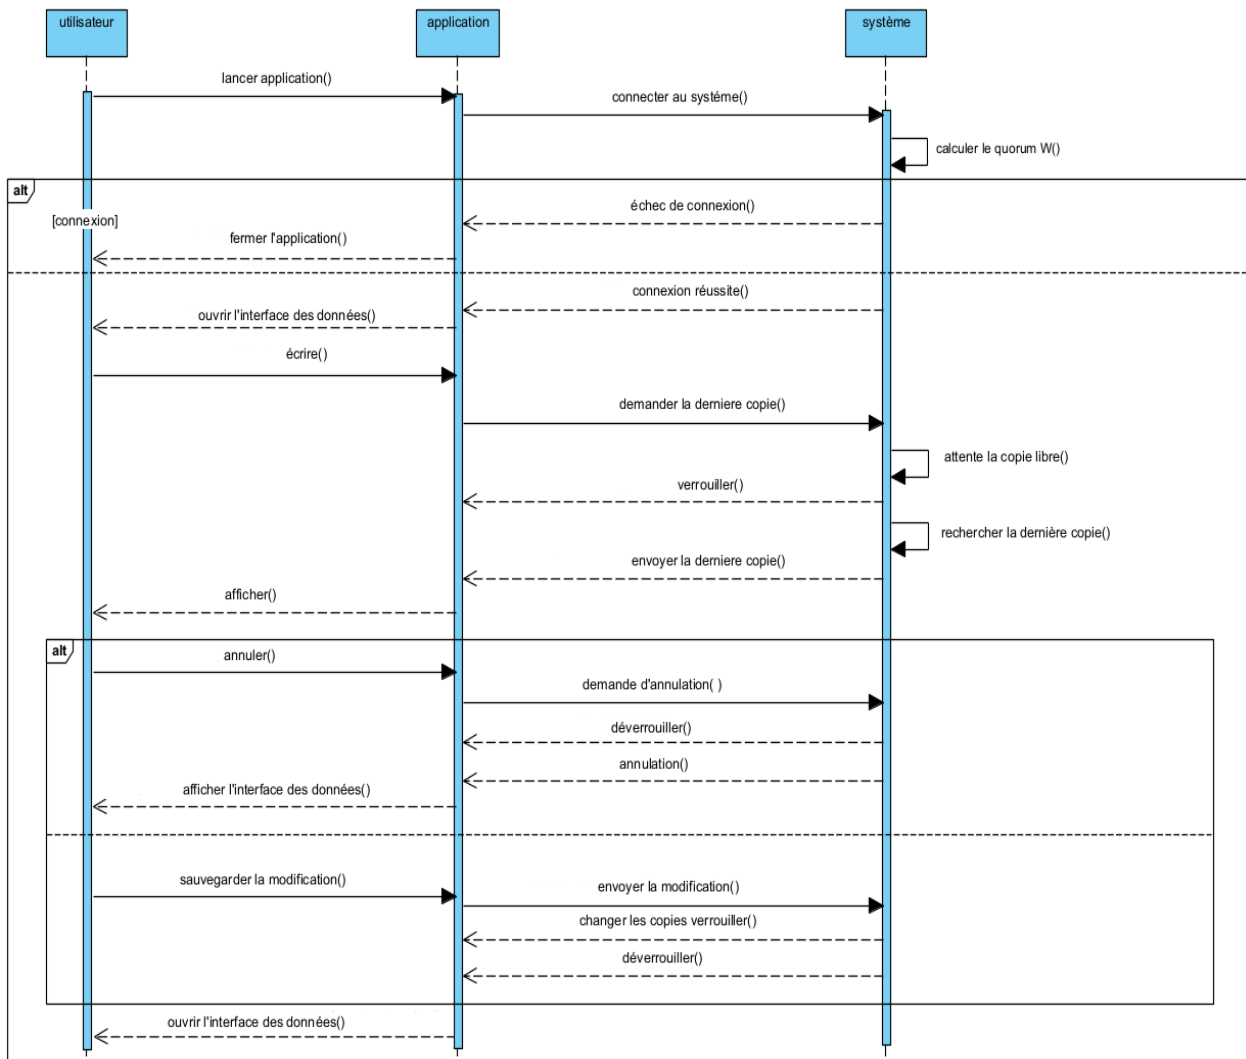 utilisateur
application
système
lancer application()
connecter au systéme()
calculer le quorum W()
alt
[connexion]
échec de connexion()
fermer l'application()
connexion réussite()
ouvrir l'interface des données()
écrire()
demander la derniere copie()
attente la copie libre()
verrouiller()
rechercher la dernière copie()
envoyer la derniere copie()
afficher()
alt
annuler()
demande d'annulation( )
déverrouiller()
annulation()
afficher l'interface des données()
sauvegarder la modification()
envoyer la modification()
changer les copies verrouiller()
déverrouiller()
ouvrir l'interface des données()